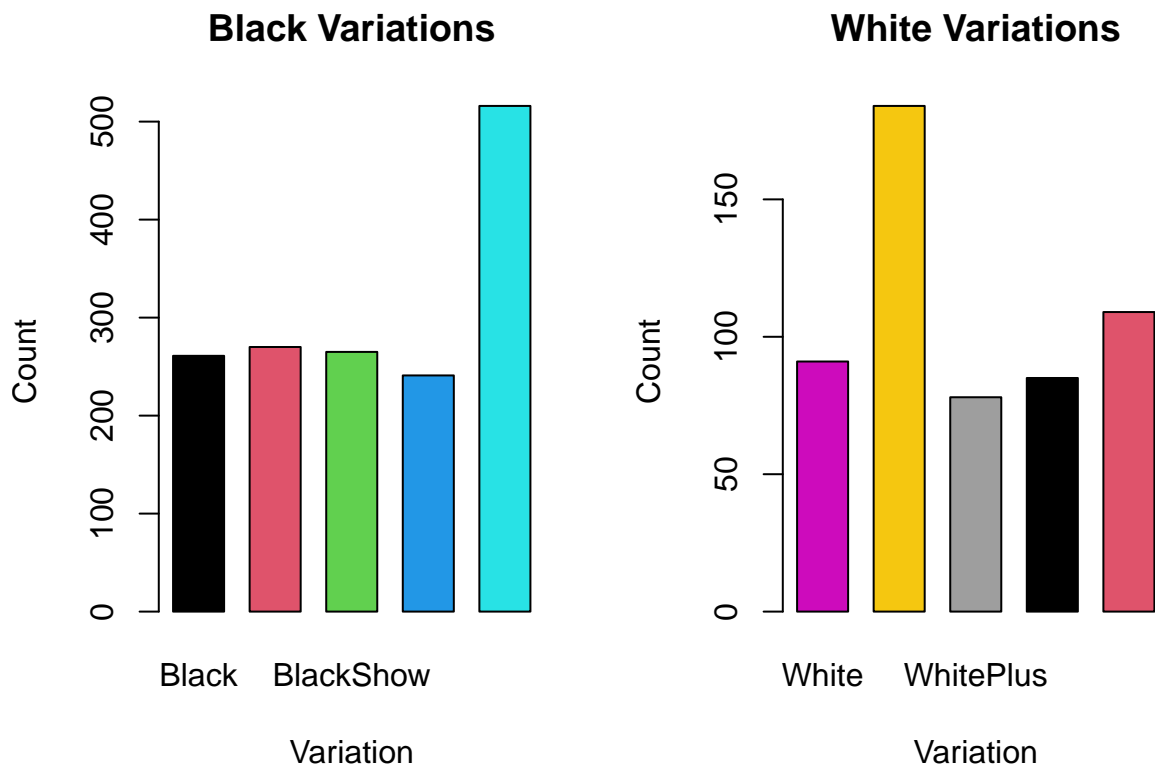 Black Variations
Count
0
100
200
300
400
500
Black
BlackShow
Variation
White Variations
Count
0
50
100
150
White
WhitePlus
Variation